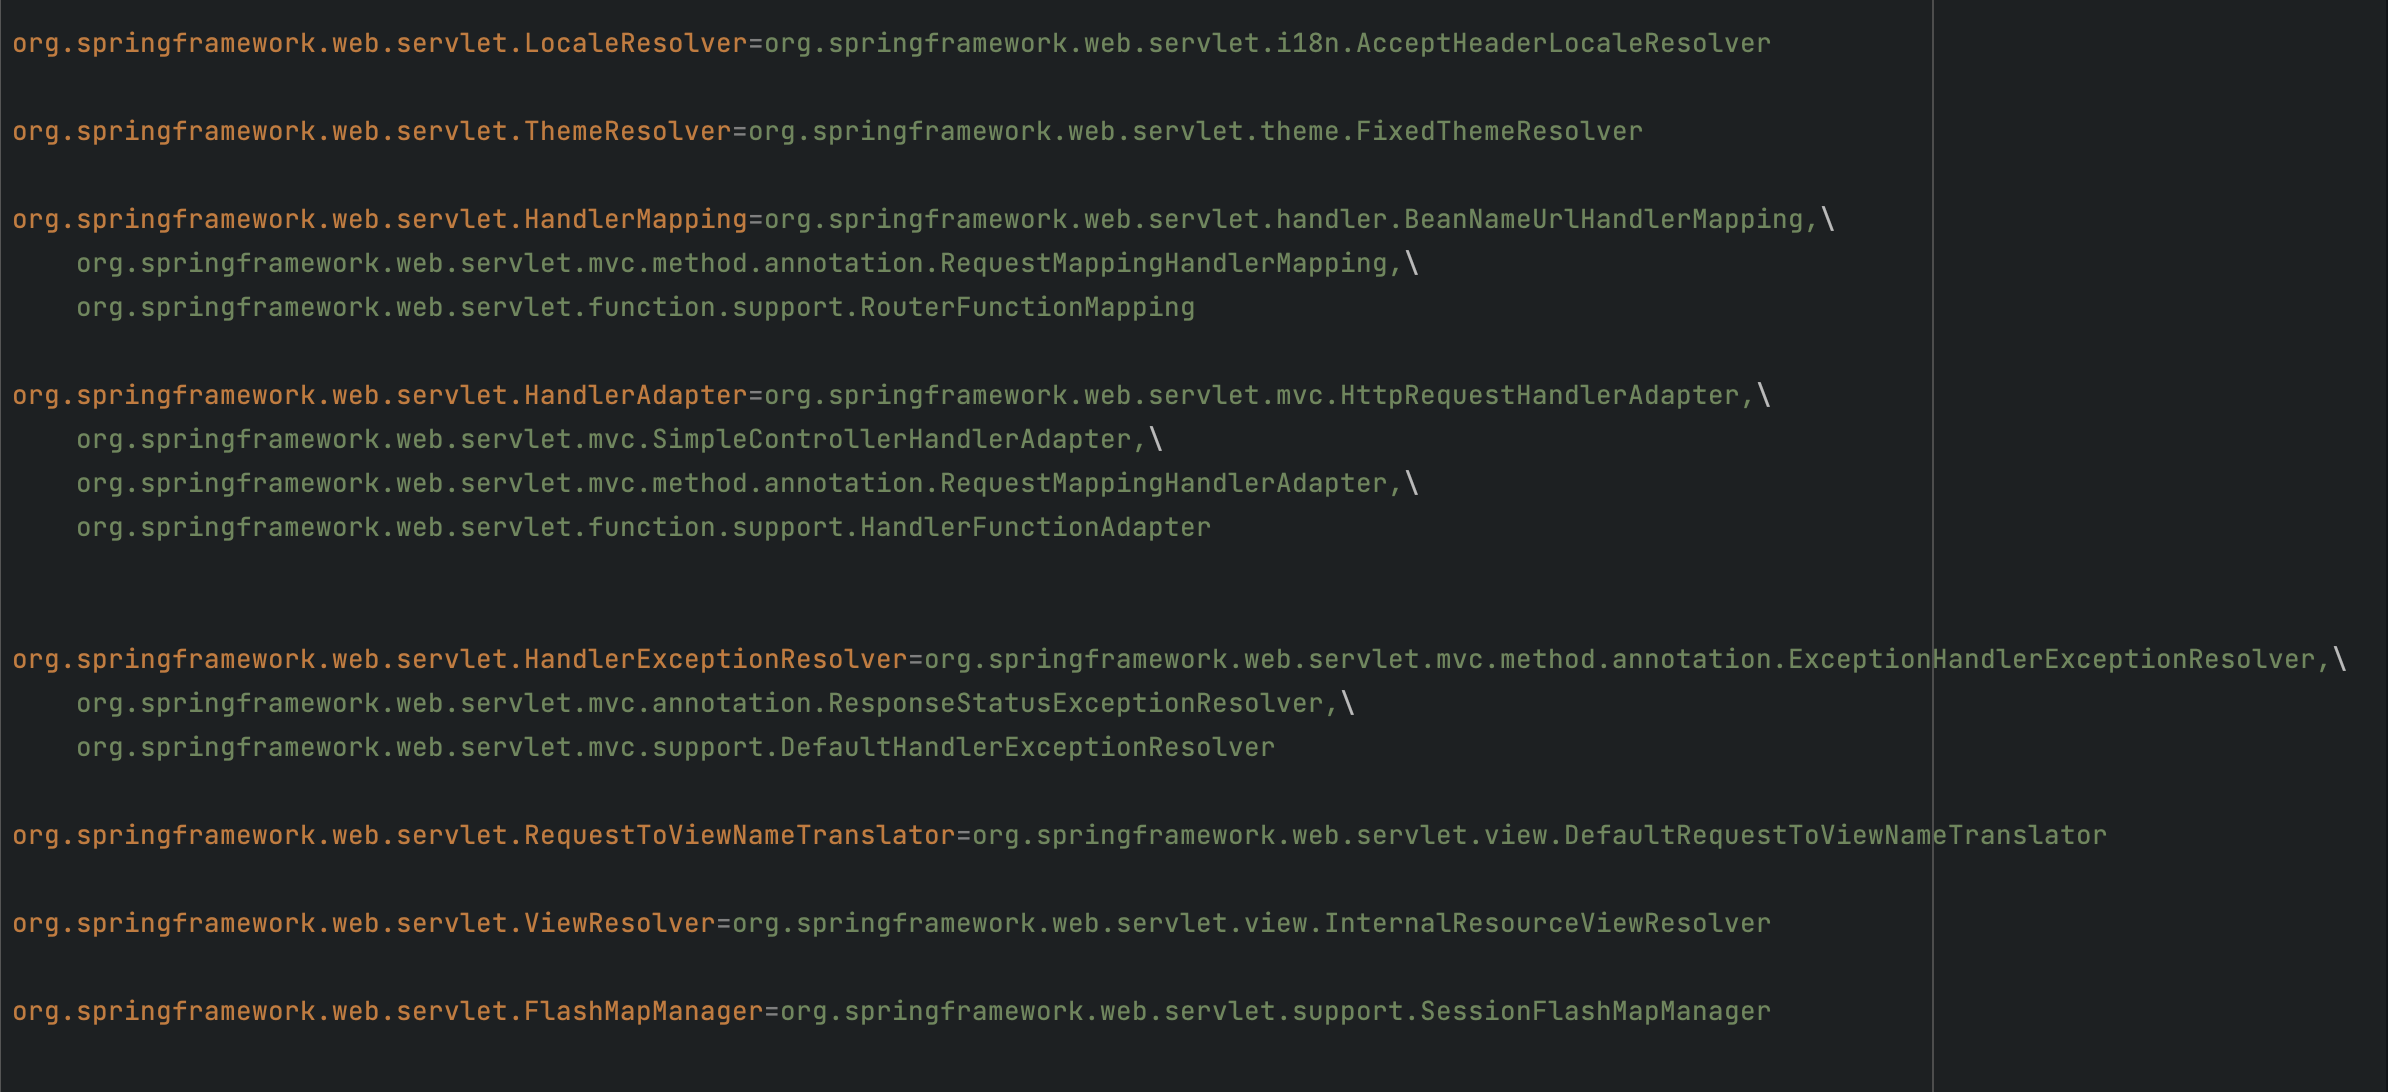 org.springframework.web.servlet.LocaleResolver=org.springframework.web.servlet.i18n.AcceptHeaderLocaleResolver
org.springframework.web.servlet.ThemeResolver=org.springframework.web.servlet.theme.FixedThemeResolver
org.springframework.web.servlet.HandlerMapping=org.springframework.web.servlet.handler.BeanNameUrlHandlerMapping,\
    org.springframework.web.servlet.mvc.method.annotation.RequestMappingHandlerMapping,\
    org.springframework.web.servlet.function.support.RouterFunctionMapping
org.springframework.web.servlet.HandlerAdapter=org.springframework.web.servlet.mvc.HttpRequestHandlerAdapter,\
    org.springframework.web.servlet.mvc.SimpleControllerHandlerAdapter,\
    org.springframework.web.servlet.mvc.method.annotation.RequestMappingHandlerAdapter,\
    org.springframework.web.servlet.function.support.HandlerFunctionAdapter
org.springframework.web.servlet.HandlerExceptionResolver=org.springframework.web.servlet.mvc.method.annotation.ExceptionHandlerExceptionResolver,\
    org.springframework.web.servlet.mvc.annotation.ResponseStatusExceptionResolver,\
    org.springframework.web.servlet.mvc.support.DefaultHandlerExceptionResolver
org.springframework.web.servlet.RequestToViewNameTranslator=org.springframework.web.servlet.view.DefaultRequestToViewNameTranslator
org.springframework.web.servlet.ViewResolver=org.springframework.web.servlet.view.InternalResourceViewResolver
org.springframework.web.servlet.FlashMapManager=org.springframework.web.servlet.support.SessionFlashMapManager